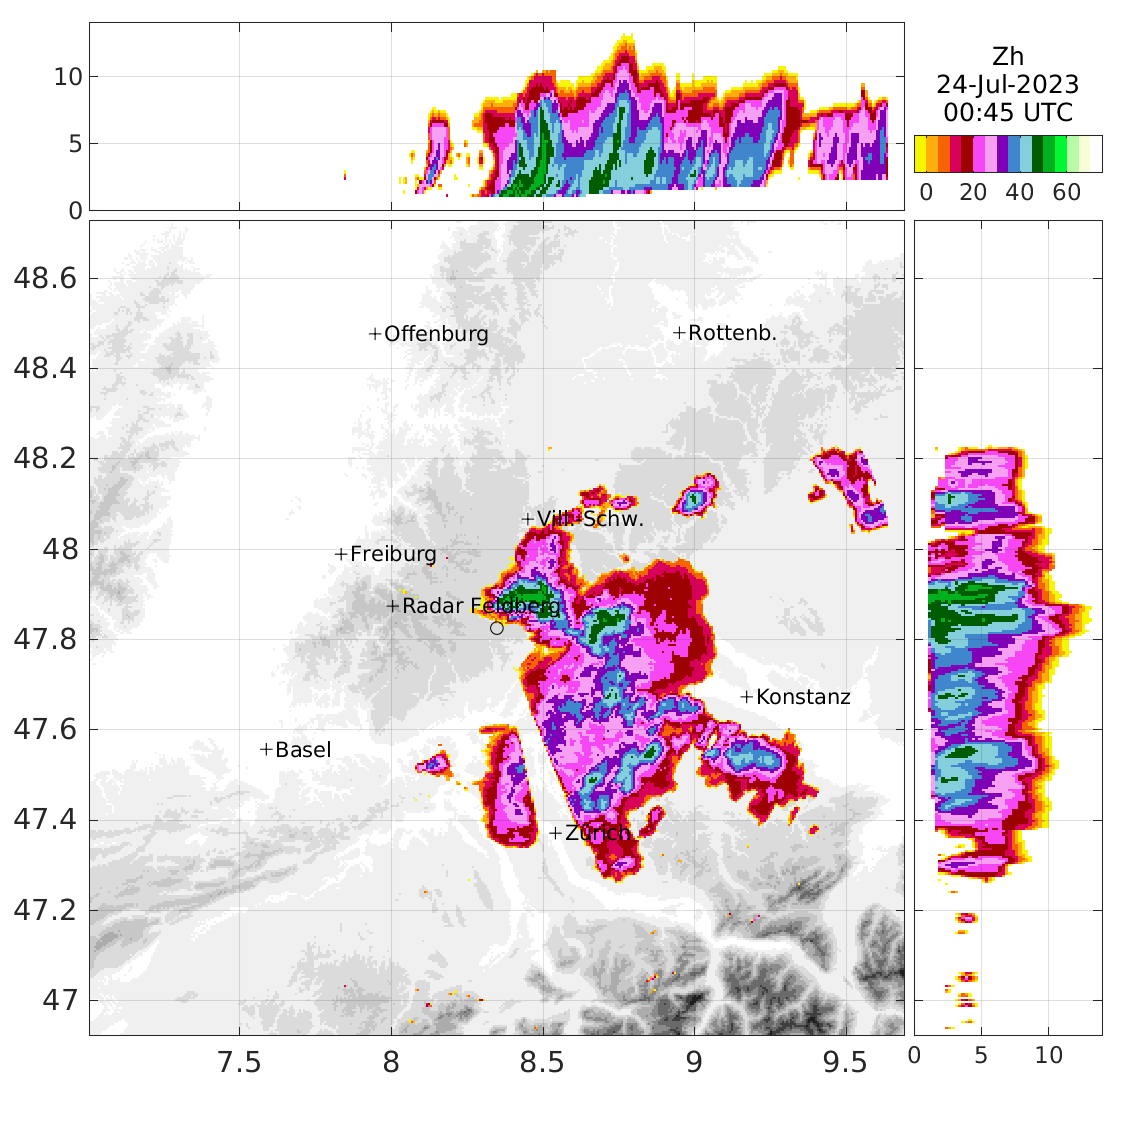 10
5
0
Zh
24-Jul-2023
00:45 UTC
0 20 40 60
48.6
48.4
48.2
48
47.8
47.6
47.4
47.2
47
+Offenburg
+Rottenb.
+Vill.-Schw.
+Freiburg
+Radar Feldberg
+Konstanz
+Basel
+Zürich
7.5 8 8.5 9 9.5
0 5 10